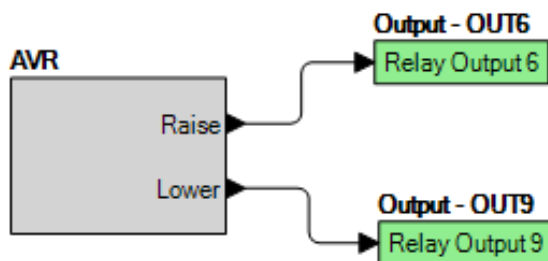 Output - OUT6
Relay Output 6
AVR
Raise
Lower
Output - OUT9
Relay Output 9